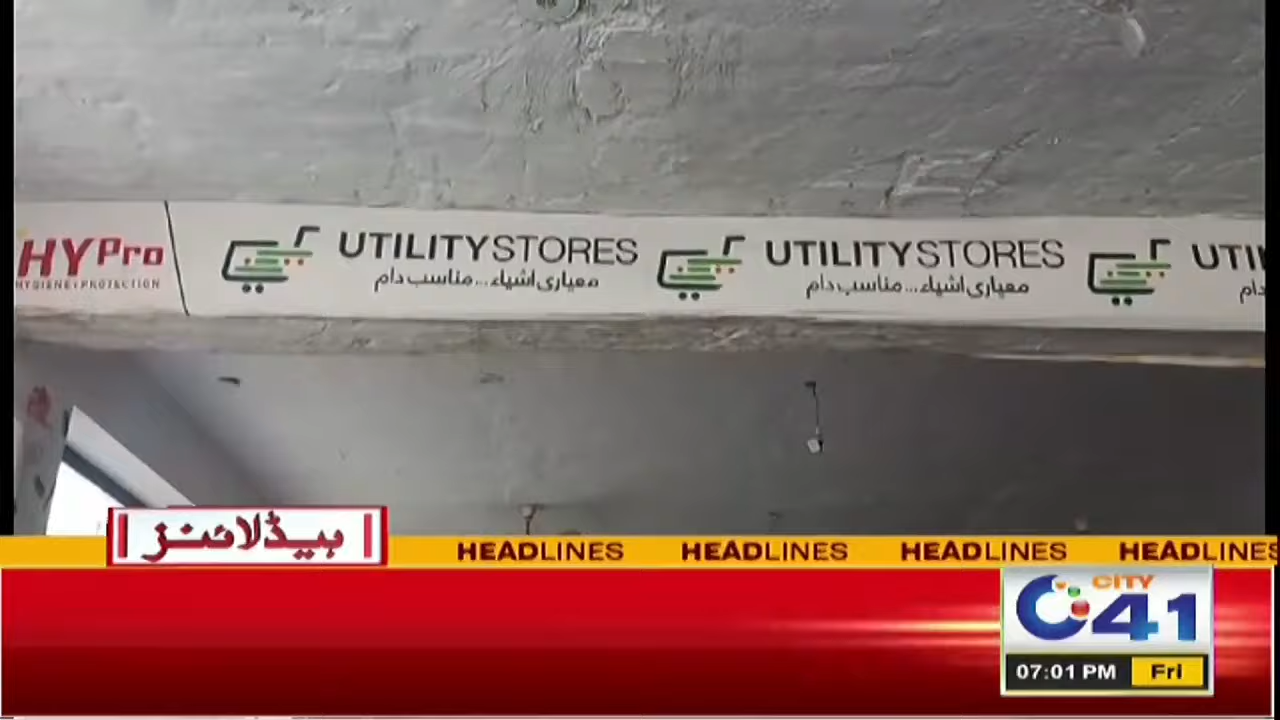 HYPro
HYGIENE+PROTECTION
UTILITYSTORES
معیاری اشیاء...مناسب دام
UTILITYSTORES
معیاری اشیاء...مناسب دام
ہیڈلائنز
HEADLINES HEADLINES HEADLINES HEADLINES
CITY
41
07:01 PM Fri